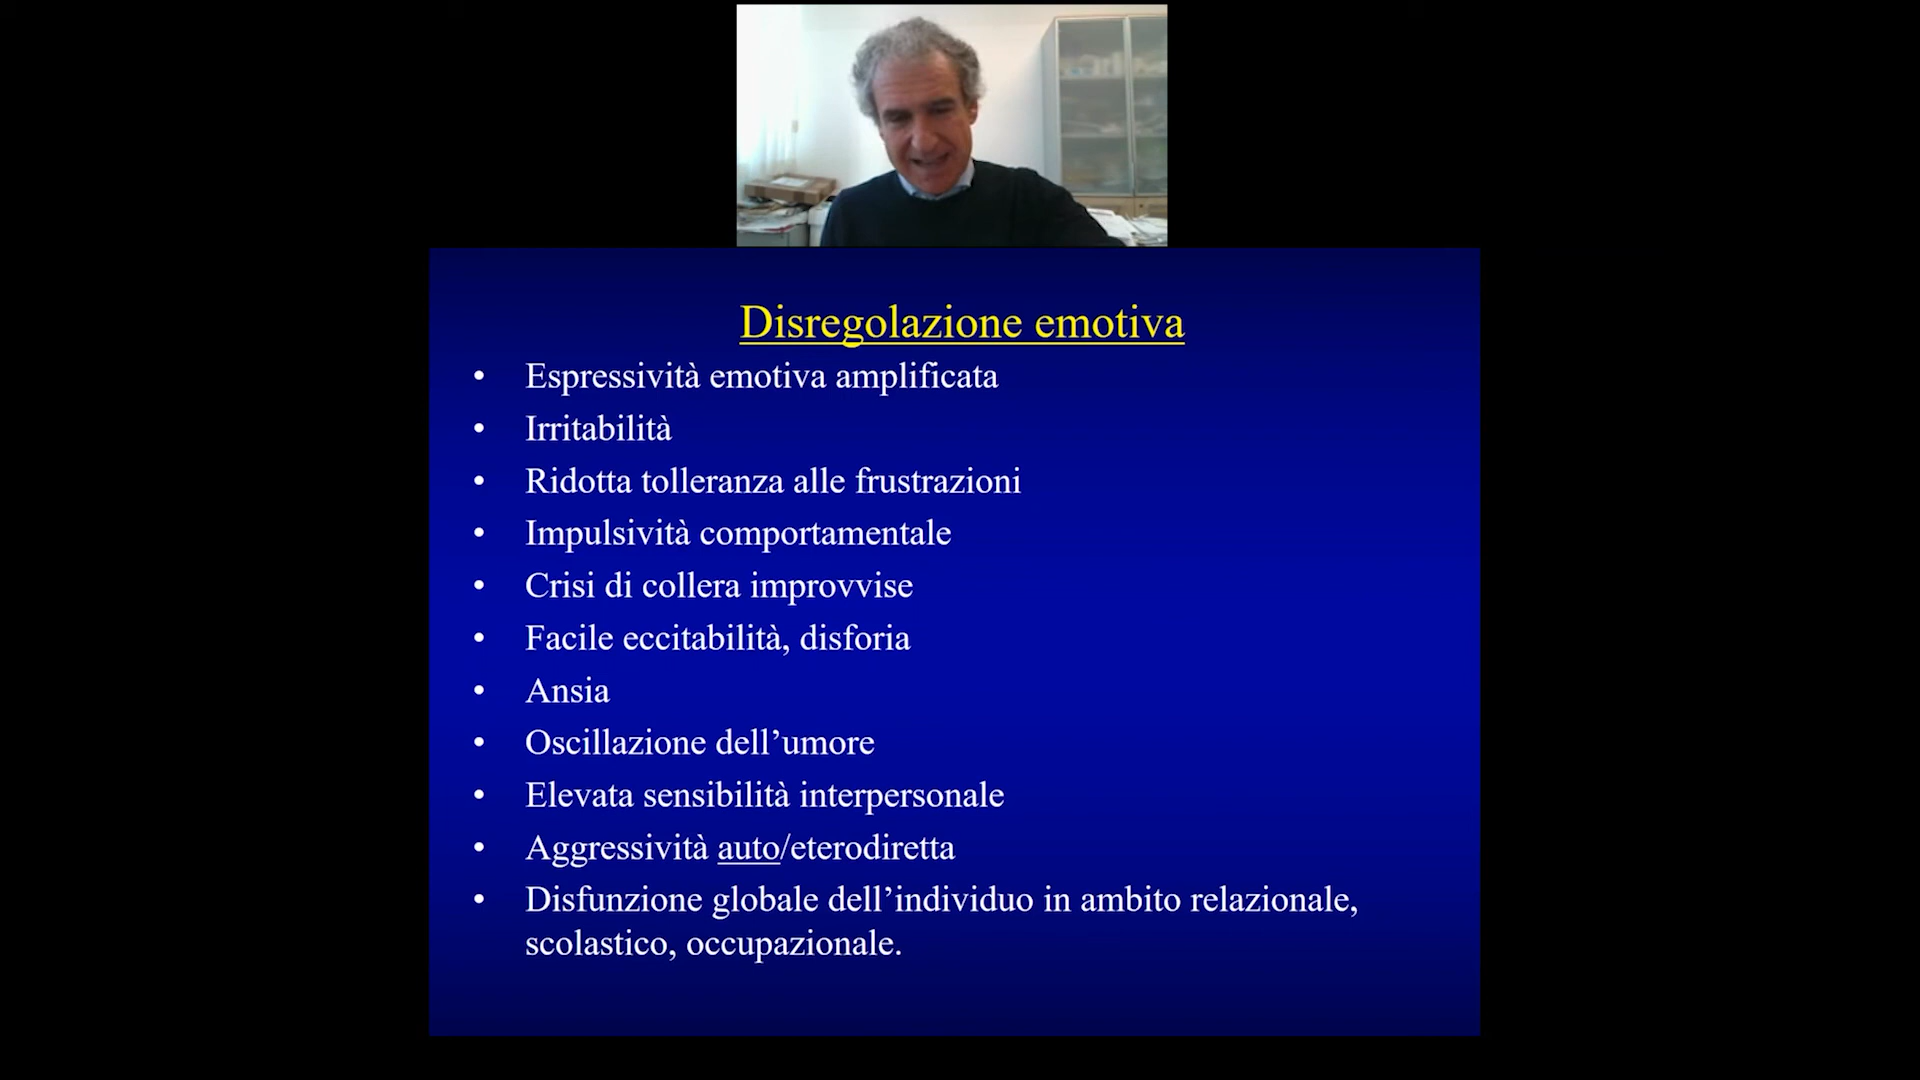 Disregolazione emotiva
• Espressività emotiva amplificata
• Irritabilità
• Ridotta tolleranza alle frustrazioni
• Impulsività comportamentale
• Crisi di collera improvvise
• Facile eccitabilità, disforia
• Ansia
• Oscillazione dell’umore
• Elevata sensibilità interpersonale
• Aggressività auto/eterodiretta
• Disfunzione globale dell’individuo in ambito relazionale,
scolastico, occupazionale.